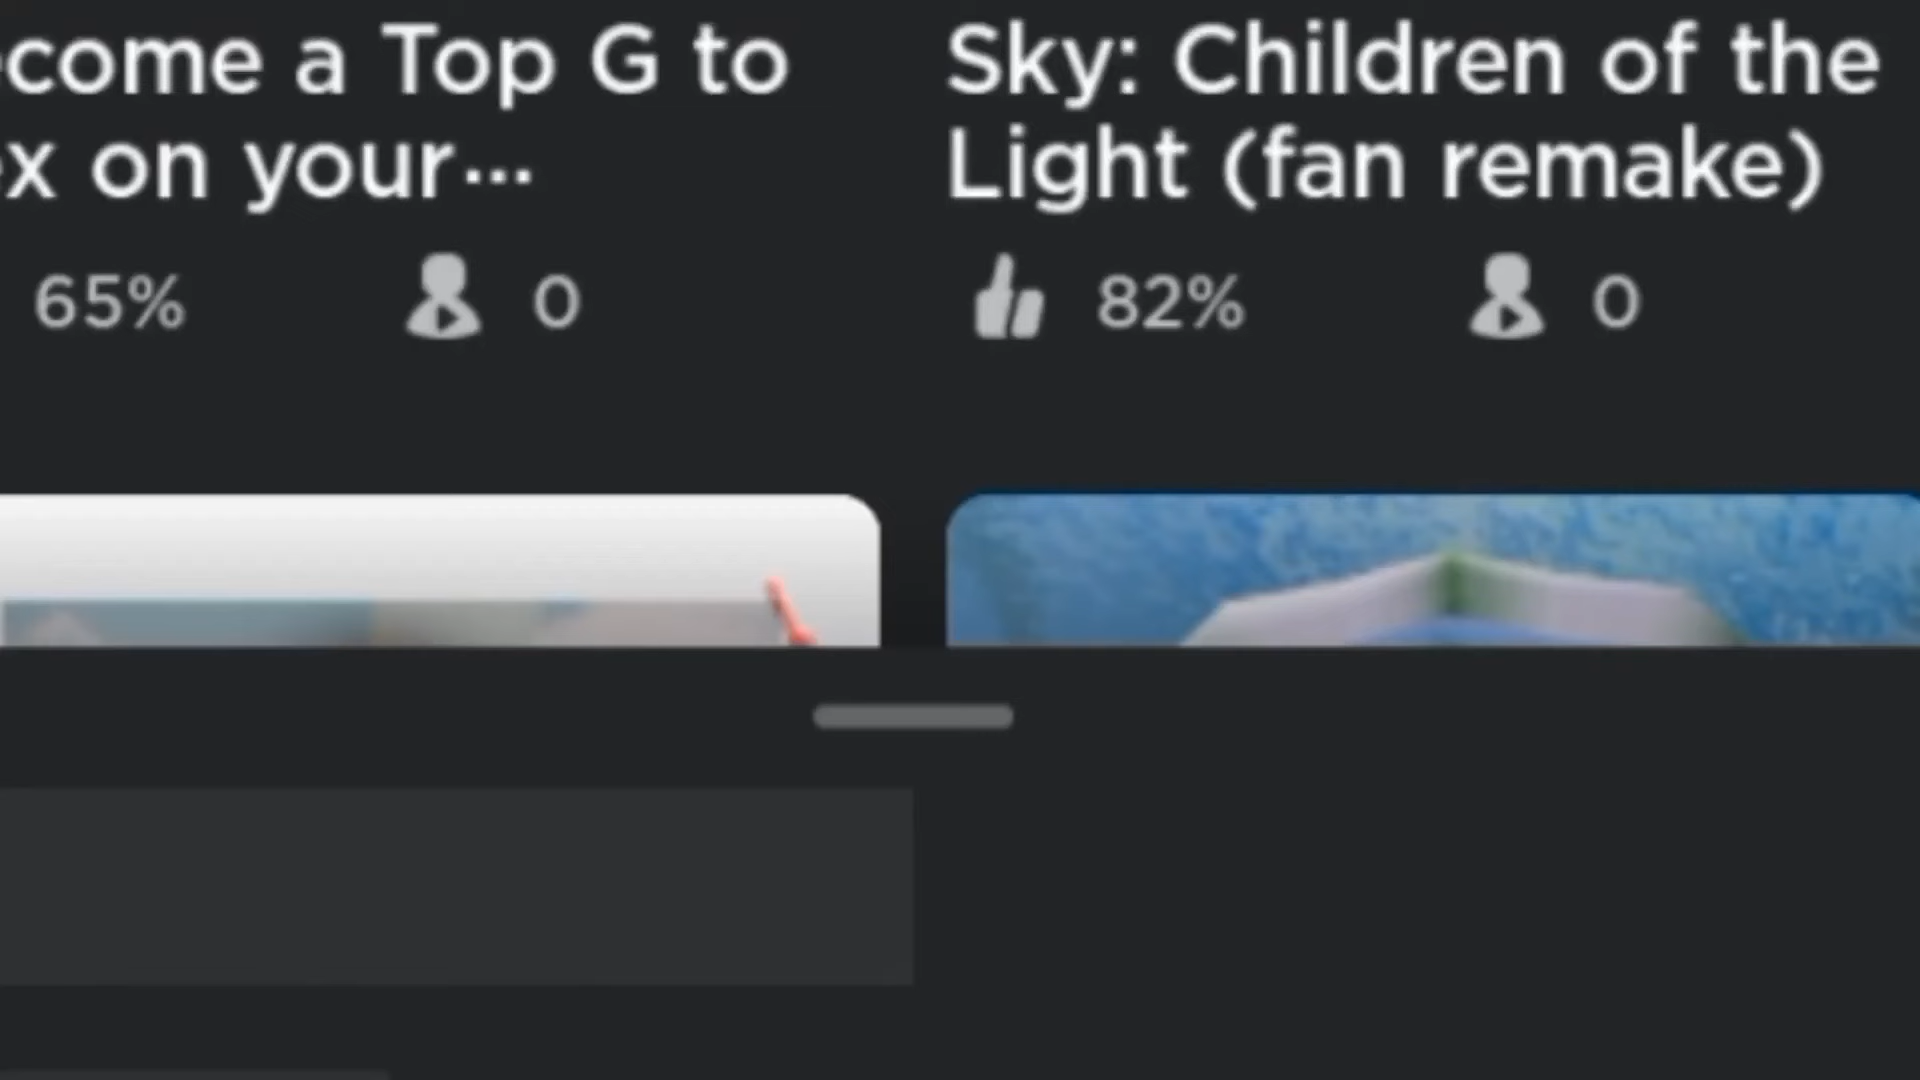 come a Top G to
x on your...
65% 0
Sky: Children of the
Light (fan remake)
82% 0